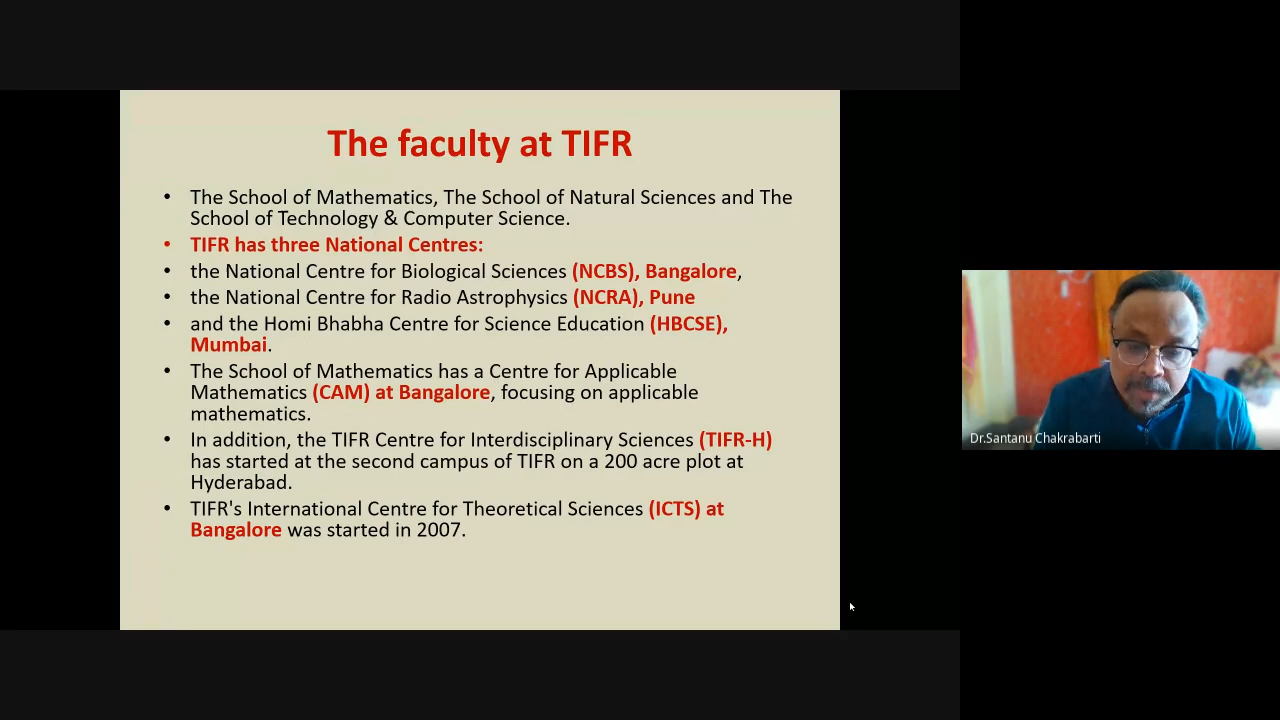 The faculty at TIFR
• The School of Mathematics, The School of Natural Sciences and The
School of Technology & Computer Science.
• TIFR has three National Centres:
• the National Centre for Biological Sciences (NCBS), Bangalore,
• the National Centre for Radio Astrophysics (NCRA), Pune
• and the Homi Bhabha Centre for Science Education (HBCSE),
Mumbai.
• The School of Mathematics has a Centre for Applicable
Mathematics (CAM) at Bangalore, focusing on applicable
mathematics.
• In addition, the TIFR Centre for Interdisciplinary Sciences (TIFR-H)
has started at the second campus of TIFR on a 200 acre plot at
Hyderabad.
• TIFR's International Centre for Theoretical Sciences (ICTS) at
Bangalore was started in 2007.
Dr.Santanu Chakrabarti